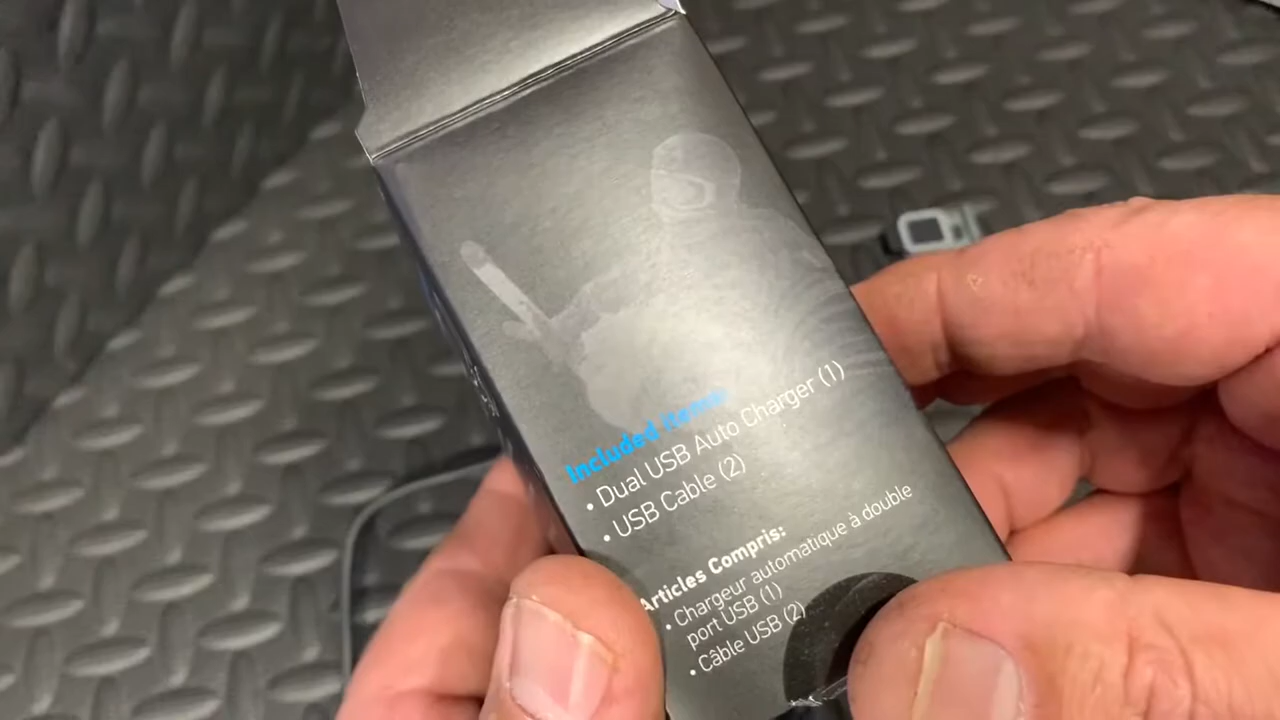 Included items:
• Dual USB Auto Charger (1)
• USB Cable (2)
Articles Compris:
• Chargeur automatique à double
port USB (1)
• Câble USB (2)